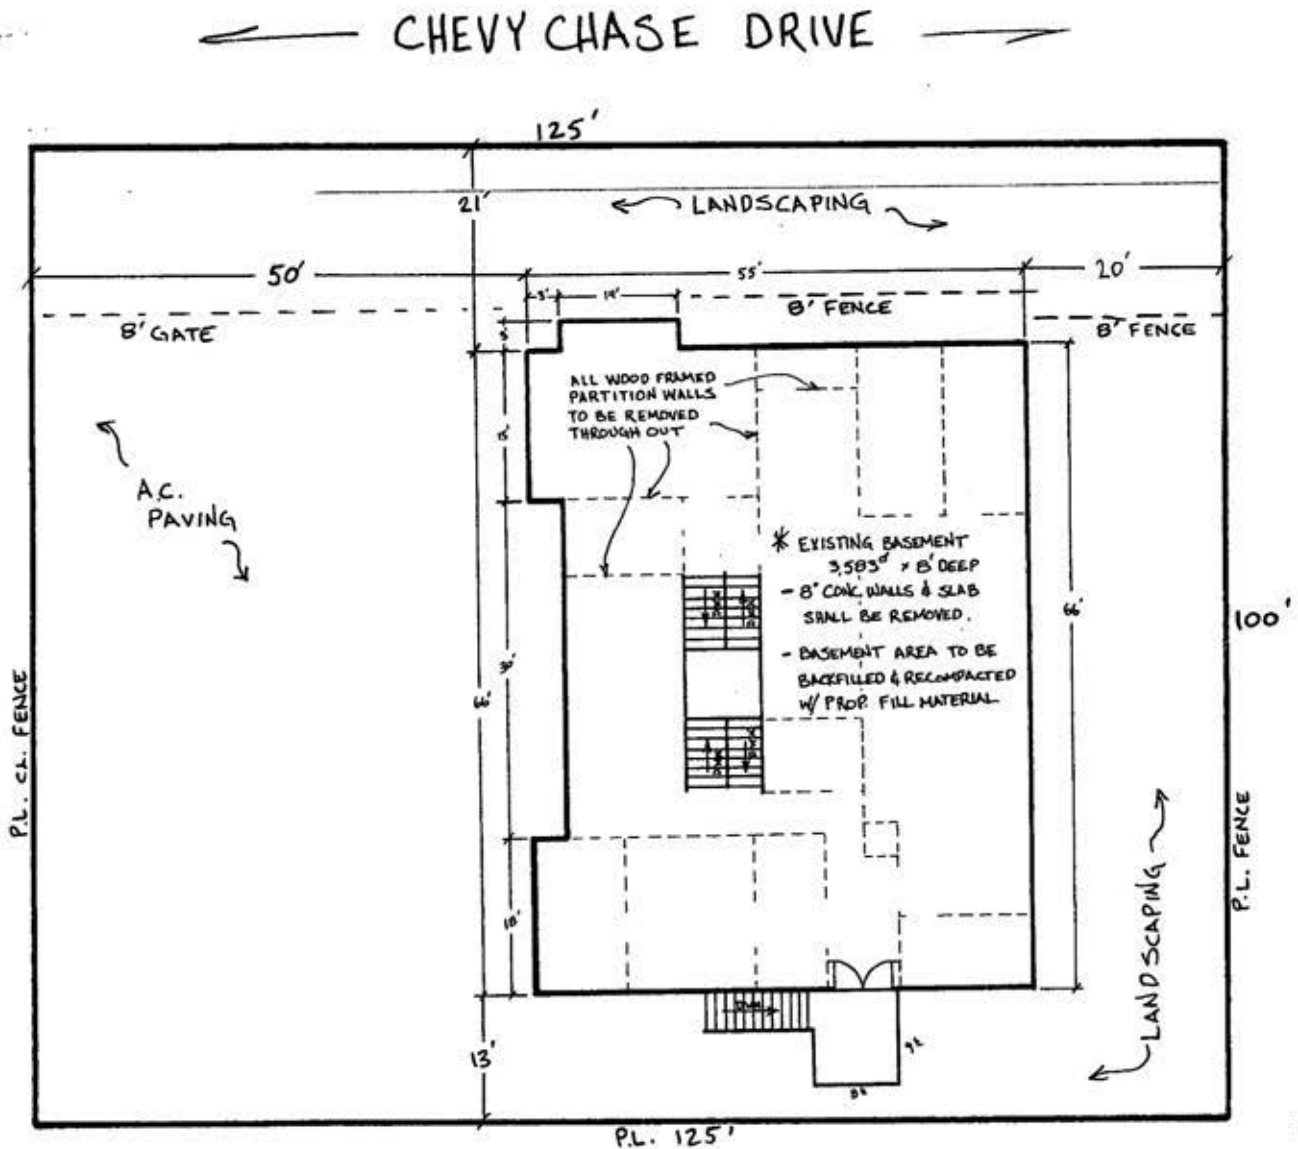 CHEVY CHASE DRIVE
125'
21'
LANDSCAPING
50'
55'
20'
3'
14'
8' GATE
8' FENCE
8' FENCE
ALL WOOD FRAMED
PARTITION WALLS
TO BE REMOVED
THROUGH OUT
A.C.
PAVING
* EXISTING BASEMENT
3,583 x 8' DEEP
- 8" CONC. WALLS & SLAB
SHALL BE REMOVED.
- BASEMENT AREA TO BE
BACKFILLED & RECOMPACTED
W/ PROP. FILL MATERIAL
66'
100'
66'
P.L. CL. FENCE
P.L. FENCE
LANDSCAPING
13'
P.L. 125'